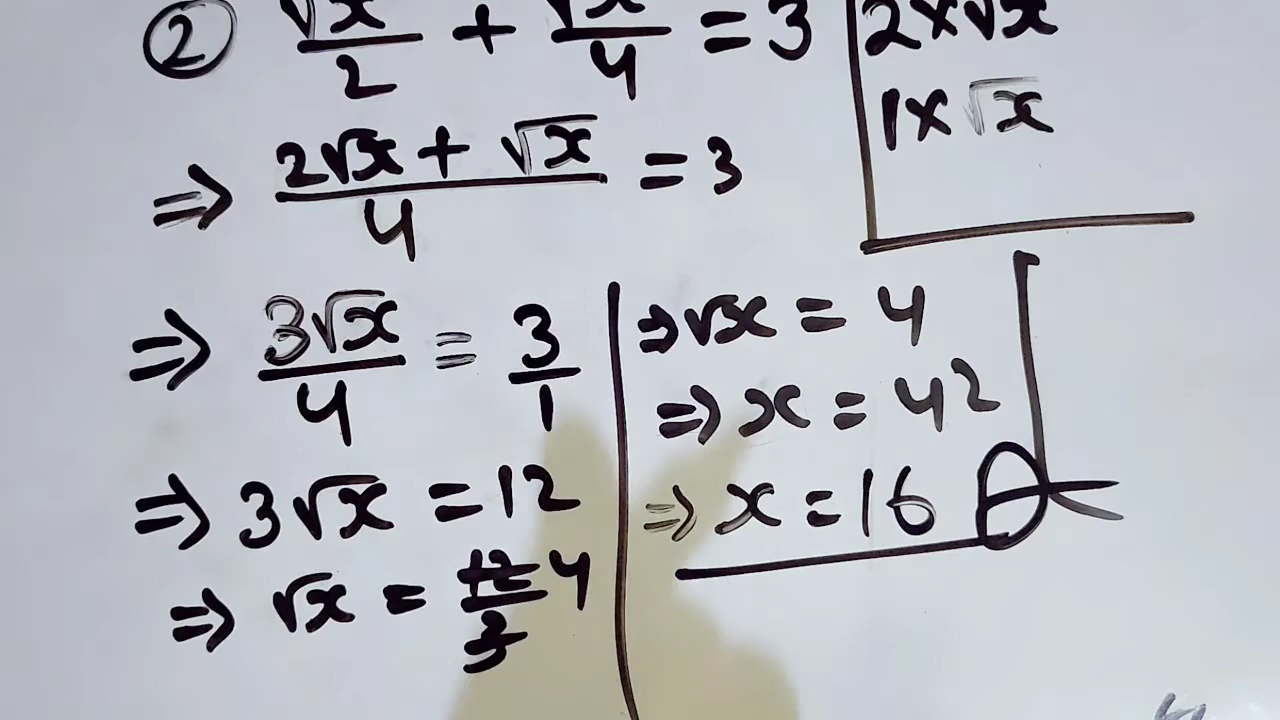 ② √x/2 + √x/4 = 3
⇒ (2√x + √x)/4 = 3
⇒ 3√x/4 = 3/1
⇒ 3√x = 12
⇒ √x = 12/3 4
2×√x
1×√x
⇒ √x = 4
⇒ x = 4²
⇒ x = 16